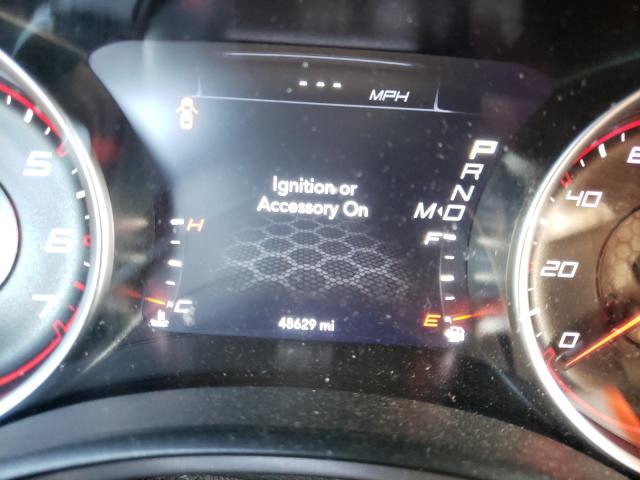 --- MPH
P
R
N
M D
Ignition or
Accessory On
H
C
F
E
48629 mi
5
6
7
40
20
0